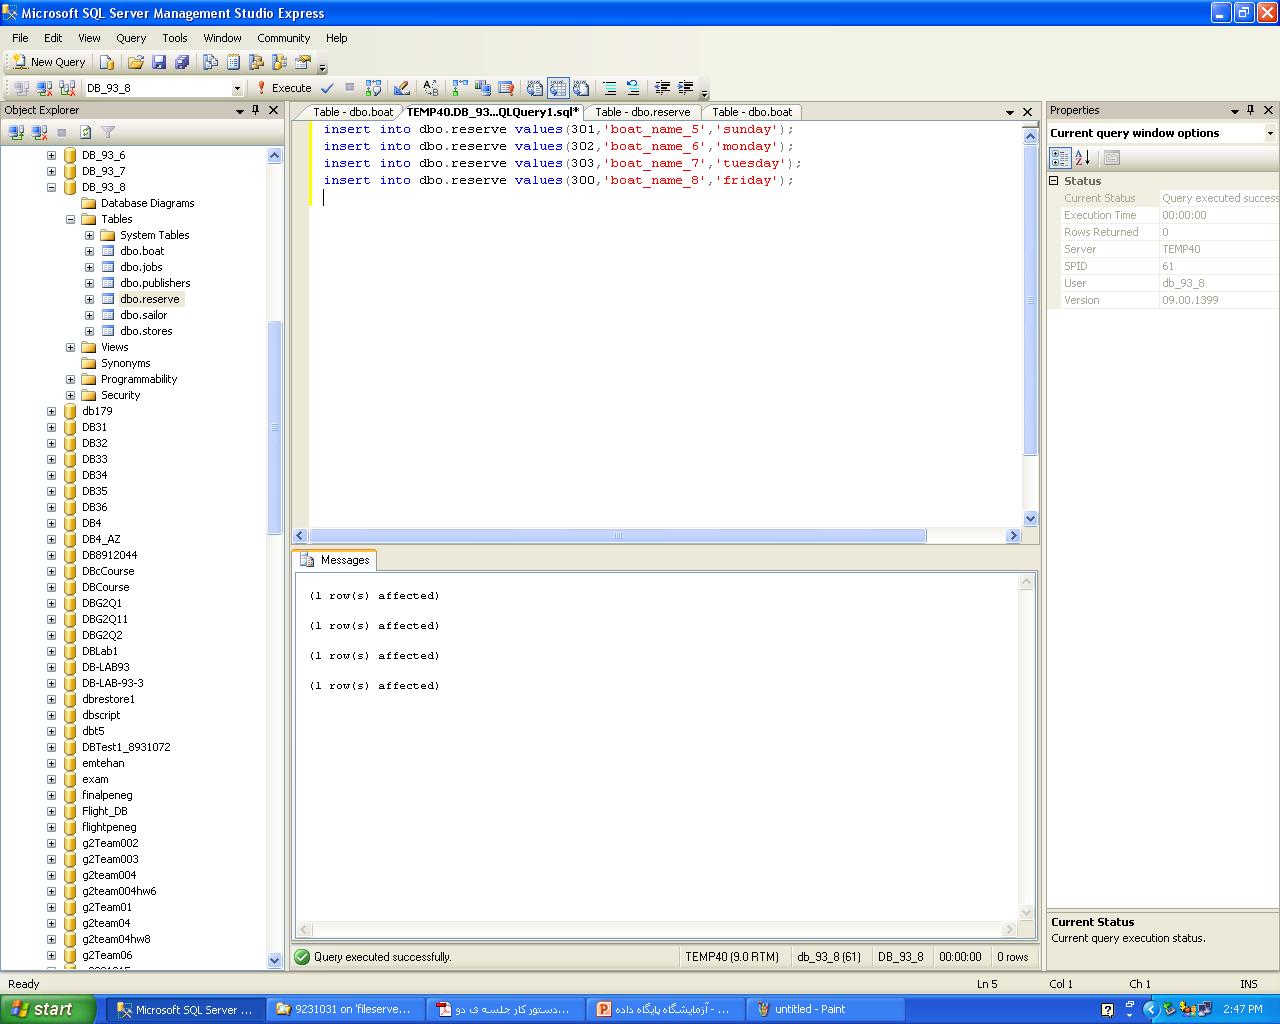 Microsoft SQL Server Management Studio Express
File Edit View Query Tools Window Community Help
New Query
DB_93_8 Execute
Object Explorer
DB_93_6
DB_93_7
DB_93_8
Database Diagrams
Tables
System Tables
dbo.boat
dbo.jobs
dbo.publishers
dbo.reserve
dbo.sailor
dbo.stores
Views
Synonyms
Programmability
Security
db179
DB31
DB32
DB33
DB34
DB35
DB36
DB4
DB4_AZ
DB8912044
DBcCourse
DBCourse
DBG2Q1
DBG2Q11
DBG2Q2
DBLab1
DB-LAB93
DB-LAB-93-3
dbrestore1
dbscript
dbt5
DBTest1_8931072
emtehan
exam
finalpeneg
Flight_DB
flightpeneg
g2Team002
g2Team003
g2team004
g2team004hw6
g2Team01
g2team04
g2team04hw8
g2Team06
Table - dbo.boat TEMP40.DB_93...QLQuery1.sql* Table - dbo.reserve Table - dbo.boat
insert into dbo.reserve values(301,'boat_name_5','sunday');
insert into dbo.reserve values(302,'boat_name_6','monday');
insert into dbo.reserve values(303,'boat_name_7','tuesday');
insert into dbo.reserve values(300,'boat_name_8','friday');
Messages
(1 row(s) affected)
(1 row(s) affected)
(1 row(s) affected)
(1 row(s) affected)
Query executed successfully. TEMP40 (9.0 RTM) db_93_8 (61) DB_93_8 00:00:00 0 rows
Properties
Current query window options
Status
Current Status Query executed success
Execution Time 00:00:00
Rows Returned 0
Server TEMP40
SPID 61
User db_93_8
Version 09.00.1399
Current Status
Current query execution status.
Ready Ln 5 Col 1 Ch 1 INS
start Microsoft SQL Server ... 9231031 on 'fileserve... دستور کار جلسه ی دو... آزمایشگاه پایگاه داده - ... untitled - Paint 2:47 PM